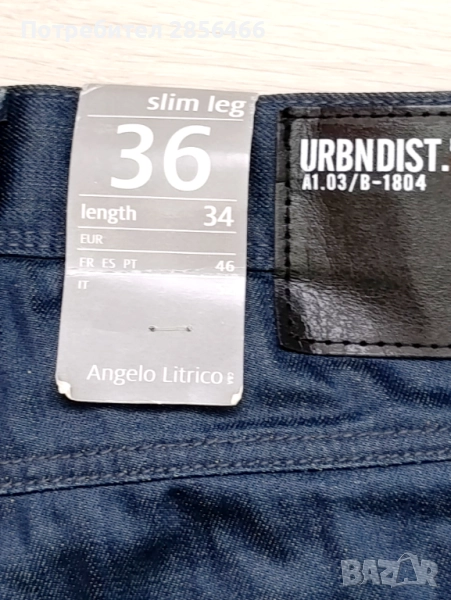 Потребител 2856466
slim leg
36
length 34
EUR
FR ES PT 46
IT
Angelo Litrico
URBNDIST.
A1.03/B-1804
BAZAR